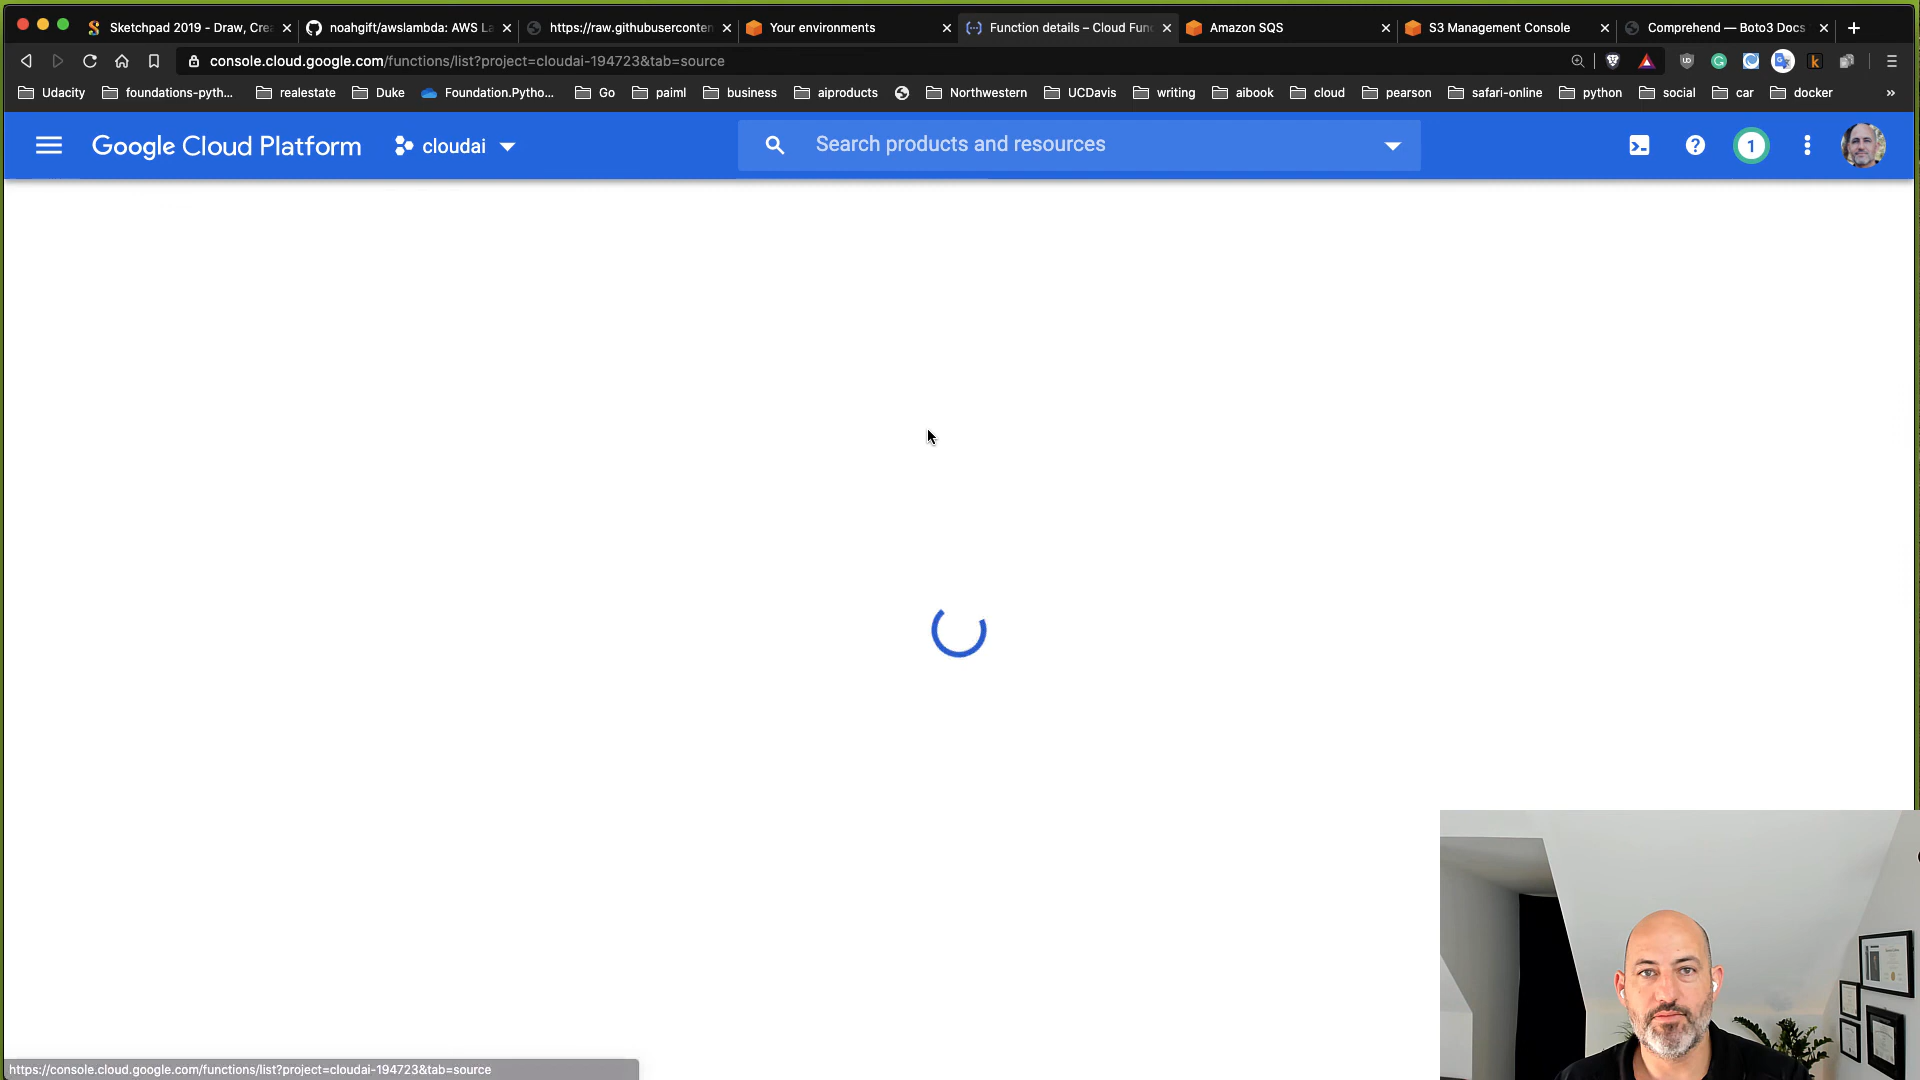 Sketchpad 2019 - Draw, Cre
noahgift/awslambda: AWS La
https://raw.githubuserconten
Your environments
Function details – Cloud Fun
Amazon SQS
S3 Management Console
Comprehend — Boto3 Docs
console.cloud.google.com/functions/list?project=cloudai-194723&tab=source
Udacity
foundations-pyth...
realestate
Duke
Foundation.Pytho...
Go
paiml
business
aiproducts
Northwestern
UCDavis
writing
aibook
cloud
pearson
safari-online
python
social
car
docker
»
Google Cloud Platform
cloudai
Search products and resources
1
https://console.cloud.google.com/functions/list?project=cloudai-194723&tab=source